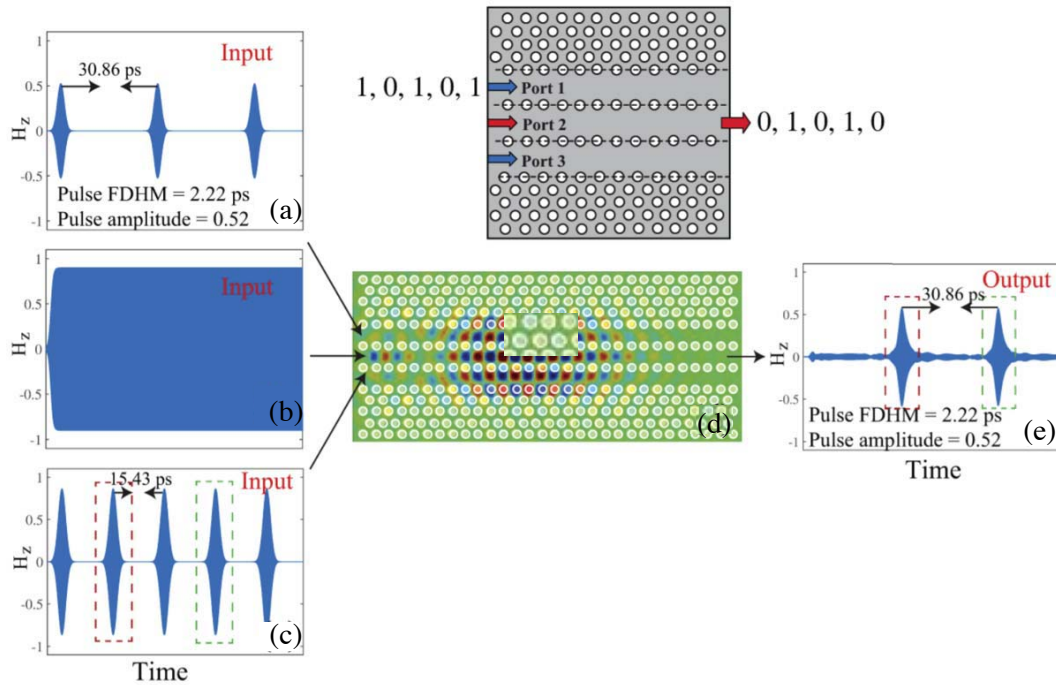 1
0.5
0
-0.5
-1
H_z
Input
30.86 ps
Pulse FDHM = 2.22 ps
Pulse amplitude = 0.52
(a)
1, 0, 1, 0, 1
Port 1
Port 2
Port 3
0, 1, 0, 1, 0
1
0.5
0
-0.5
-1
Input
(b)
(d)
1
0.5
0
-0.5
-1
H_z
Output
30.86 ps
Pulse FDHM = 2.22 ps
Pulse amplitude = 0.52
(e)
Time
1
0.5
0
-0.5
-1
H_z
15.43 ps
Input
(c)
Time